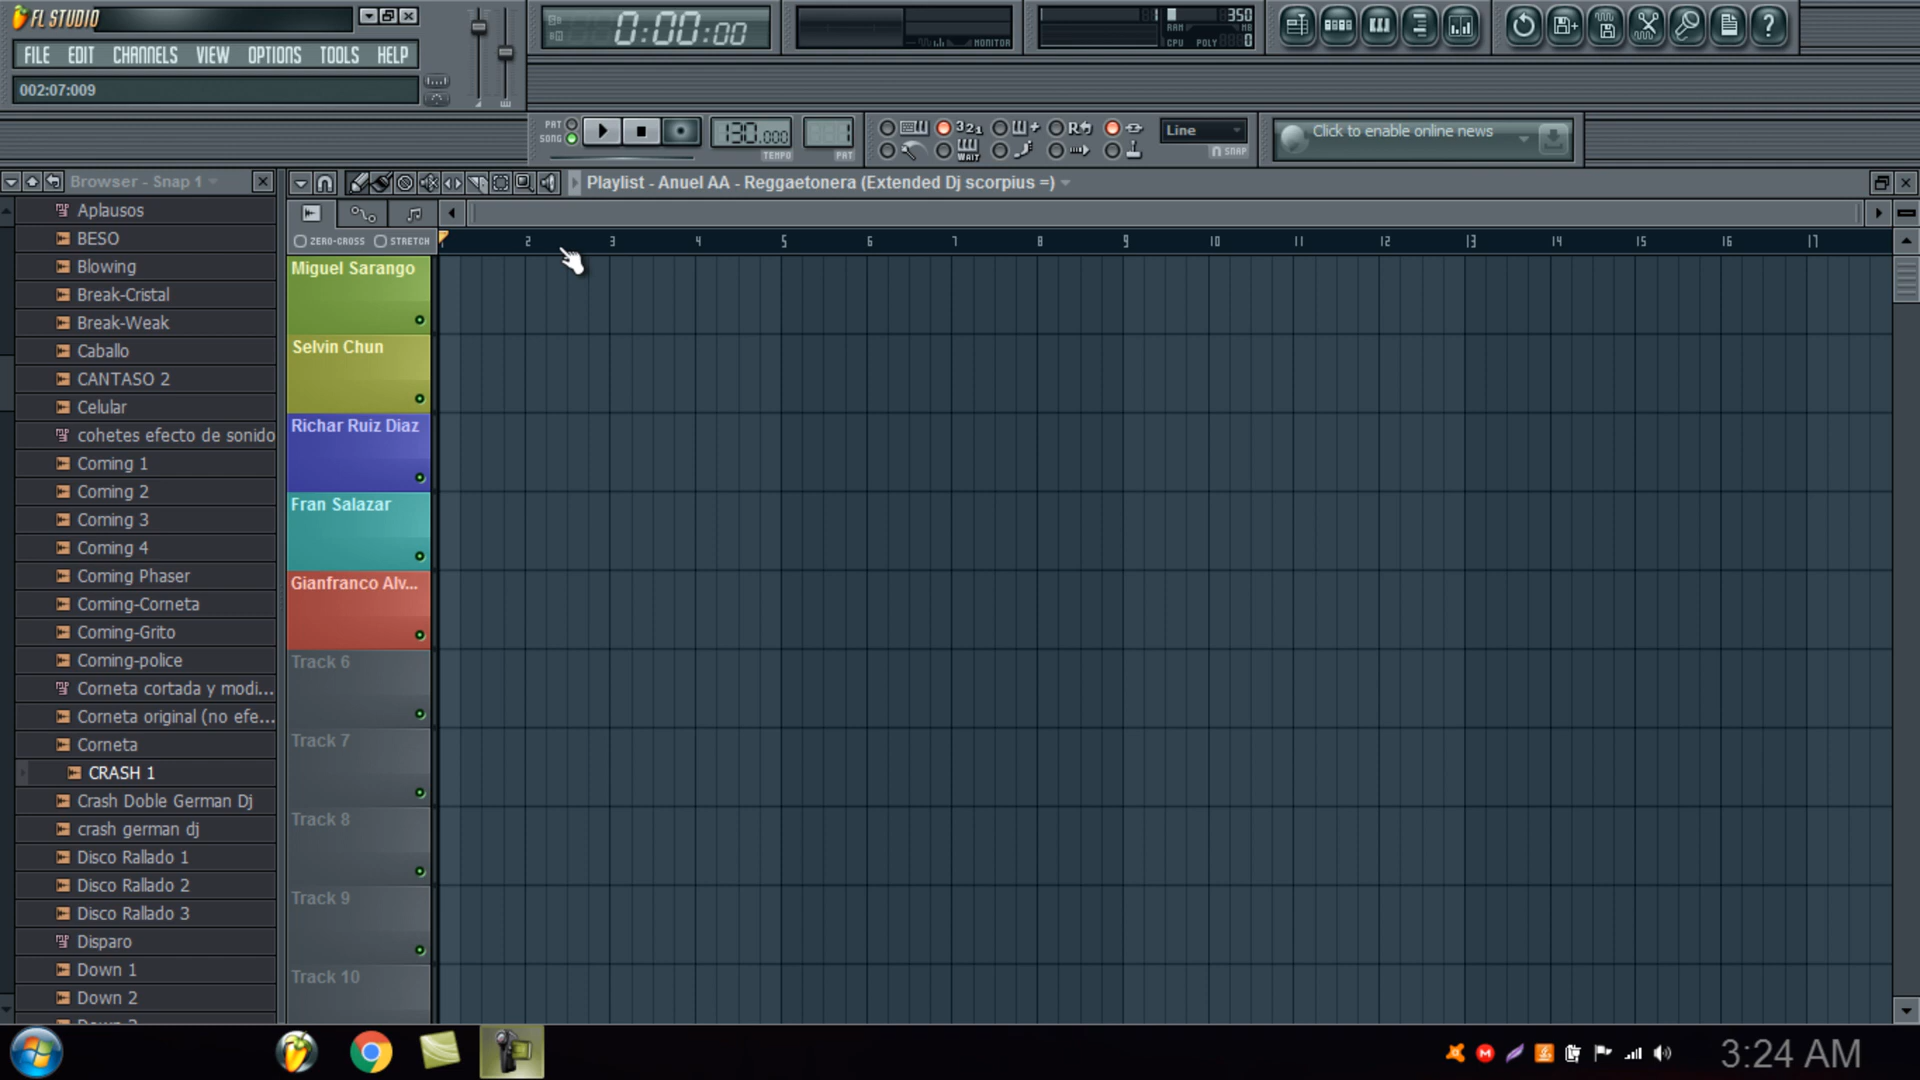 FL STUDIO
FILE EDIT CHANNELS VIEW OPTIONS TOOLS HELP
002:07:009
0:00:00
MONITOR
1 350
RAM MB
CPU POLY 0
PAT
SONG
130.000
TEMPO
1
PAT
321
WAIT
Line
SNAP
Click to enable online news
Browser - Snap 1
Playlist - Anuel AA - Reggaetonera (Extended Dj scorpius =)
ZERO-CROSS STRETCH
2 3 4 5 6 7 8 9 10 11 12 13 14 15 16 17
Aplausos
BESO
Blowing
Break-Cristal
Break-Weak
Caballo
CANTASO 2
Celular
cohetes efecto de sonido
Coming 1
Coming 2
Coming 3
Coming 4
Coming Phaser
Coming-Corneta
Coming-Grito
Coming-police
Corneta cortada y modi...
Corneta original (no efe...
Corneta
CRASH 1
Crash Doble German Dj
crash german dj
Disco Rallado 1
Disco Rallado 2
Disco Rallado 3
Disparo
Down 1
Down 2
Miguel Sarango
Selvin Chun
Richar Ruiz Diaz
Fran Salazar
Gianfranco Alv...
Track 6
Track 7
Track 8
Track 9
Track 10
3:24 AM